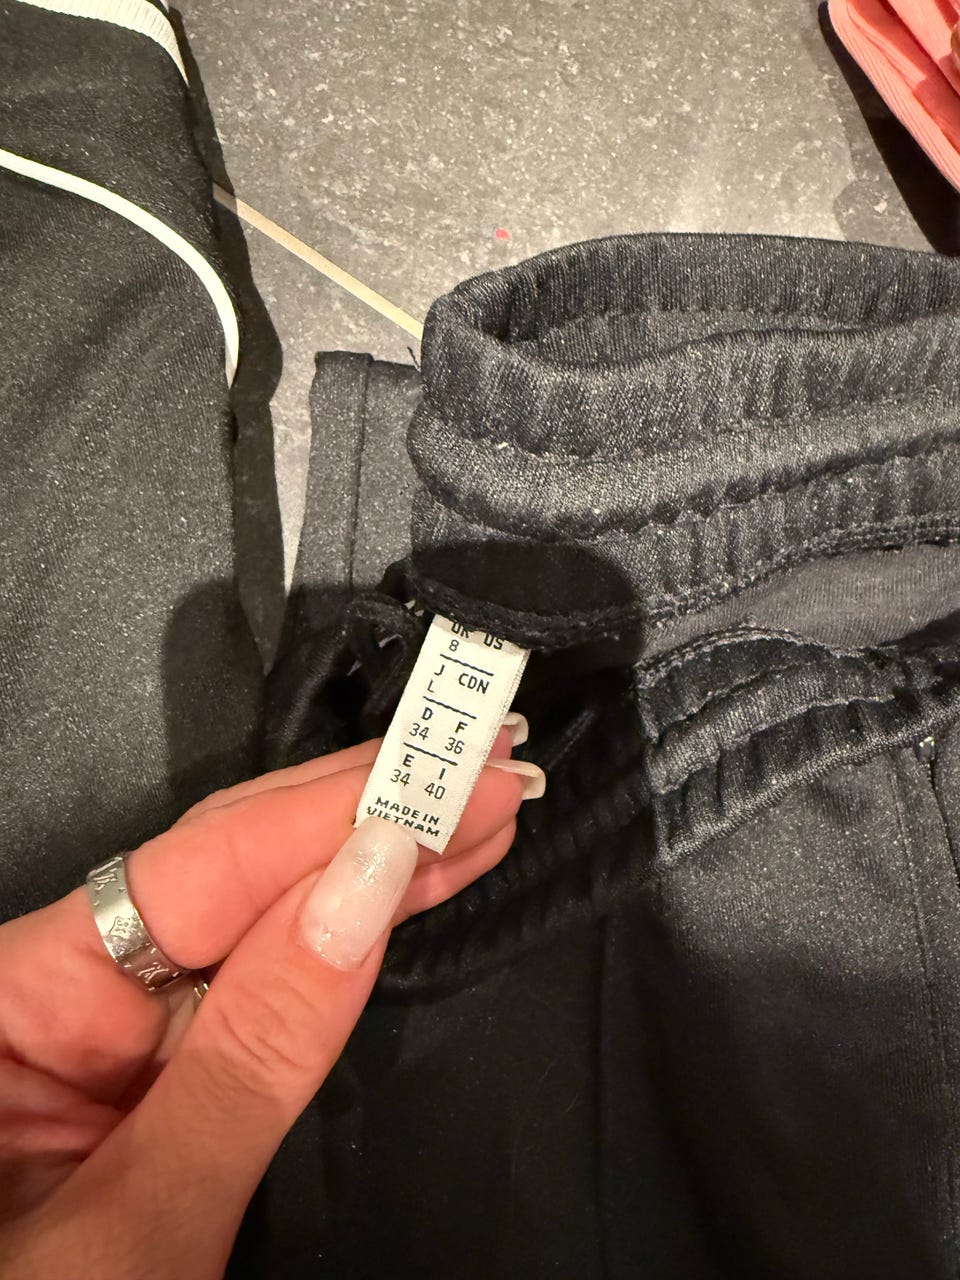 UK US
8
J CDN
L
D F
34 36
E I
34 40
MADE IN
VIETNAM